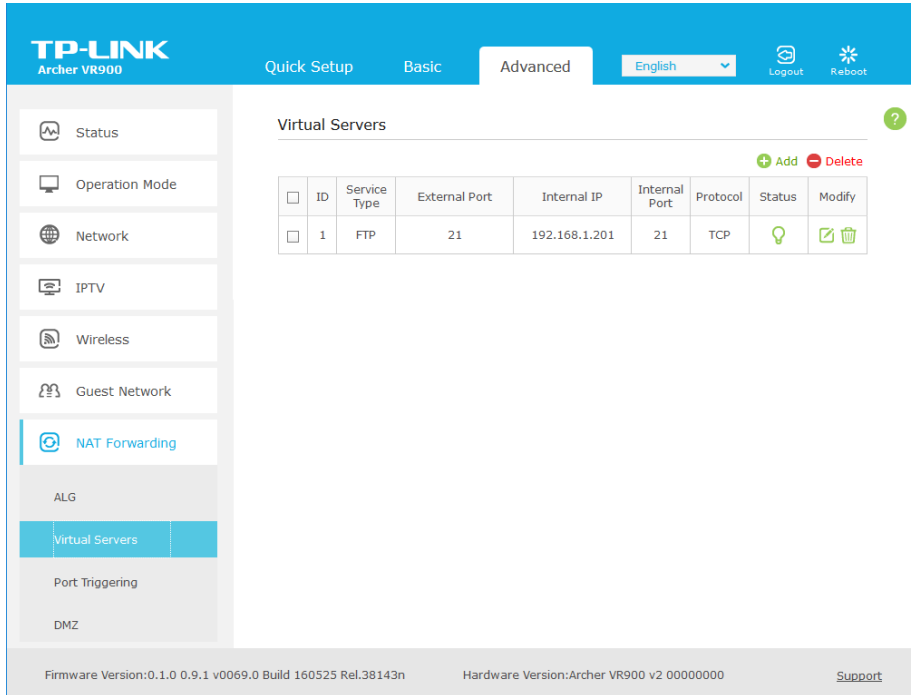 TP-LINK
Archer VR900
Quick Setup Basic Advanced English Logout Reboot
Status
Operation Mode
Network
IPTV
Wireless
Guest Network
NAT Forwarding
ALG
Virtual Servers
Port Triggering
DMZ
Virtual Servers
?
Add Delete
ID Service Type External Port Internal IP Internal Port Protocol Status Modify
1 FTP 21 192.168.1.201 21 TCP
Firmware Version:0.1.0 0.9.1 v0069.0 Build 160525 Rel.38143n Hardware Version:Archer VR900 v2 00000000 Support